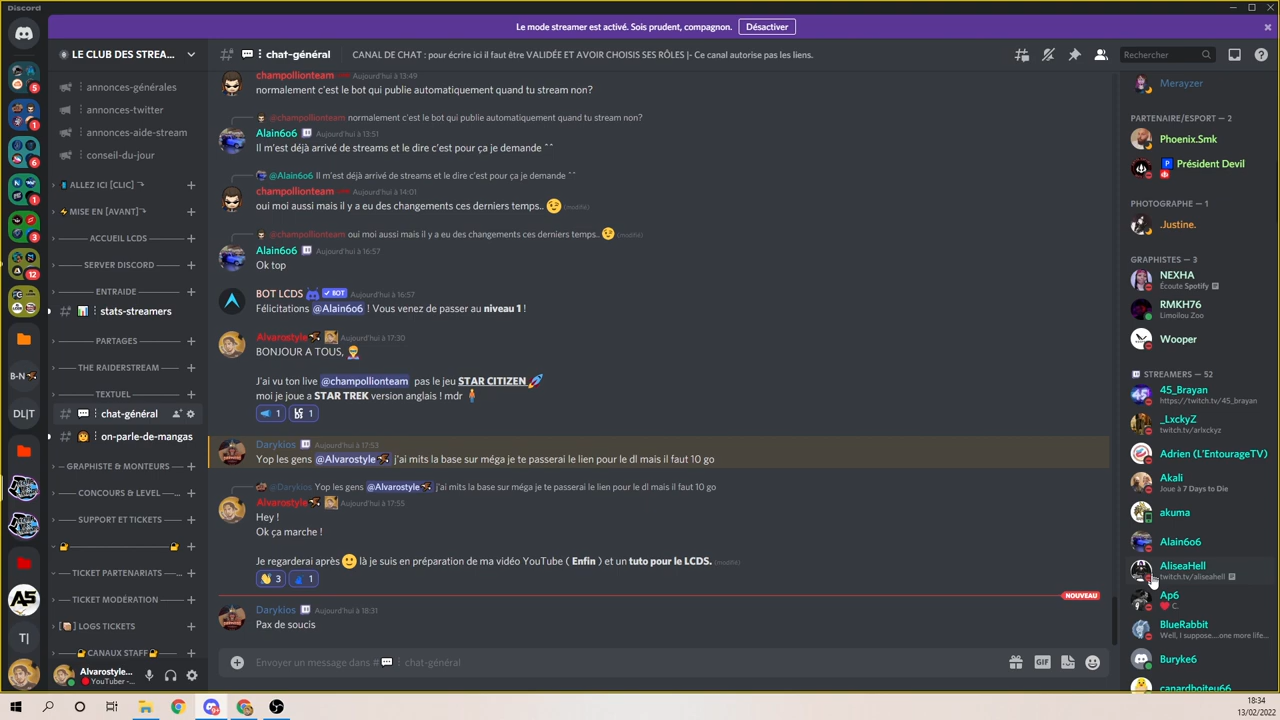 Discord
Le mode streamer est activé. Sois prudent, compagnon.
Désactiver
LE CLUB DES STREA...
chat-général
CANAL DE CHAT : pour écrire ici il faut être VALIDÉE ET AVOIR CHOISIS SES RÔLES |- Ce canal autorise pas les liens.
Rechercher
annonces-générales
annonces-twitter
annonces-aide-stream
conseil-du-jour
ALLEZ ICI [CLIC]
MISE EN [AVANT]
ACCUEIL LCDS
SERVER DISCORD
ENTRAIDE
stats-streamers
PARTAGES
THE RAIDERSTREAM
TEXTUEL
chat-général
on-parle-de-mangas
GRAPHISTE & MONTEURS
CONCOURS & LEVEL
SUPPORT ET TICKETS
TICKET PARTENARIATS
TICKET MODÉRATION
LOGS TICKETS
CANAUX STAFF
Alvarostyle...
YouTuber -...
5
1
6
1
3
12
B-N
DL|T
T|
champollionteam Aujourd'hui à 13:49
normalement c'est le bot qui publie automatiquement quand tu stream non?
@champollionteam normalement c'est le bot qui publie automatiquement quand tu stream non?
Alain6o6 Aujourd'hui à 13:51
Il m'est déjà arrivé de streams et le dire c'est pour ça je demande ^^
@Alain6o6 Il m'est déjà arrivé de streams et le dire c'est pour ça je demande ^^
champollionteam Aujourd'hui à 14:01
oui moi aussi mais il y a eu des changements ces derniers temps.. (modifié)
@champollionteam oui moi aussi mais il y a eu des changements ces derniers temps.. (modifié)
Alain6o6 Aujourd'hui à 16:57
Ok top
BOT LCDS BOT Aujourd'hui à 16:57
Félicitations @Alain6o6 ! Vous venez de passer au niveau 1 !
Alvarostyle Aujourd'hui à 17:30
BONJOUR A TOUS,
J'ai vu ton live @champollionteam pas le jeu STAR CITIZEN
moi je joue a STAR TREK version anglais ! mdr
1
1
Darykios Aujourd'hui à 17:53
Yop les gens @Alvarostyle j'ai mits la base sur méga je te passerai le lien pour le dl mais il faut 10 go
@Darykios Yop les gens @Alvarostyle j'ai mits la base sur méga je te passerai le lien pour le dl mais il faut 10 go
Alvarostyle Aujourd'hui à 17:55
Hey !
Ok ça marche !
Je regarderai après là je suis en préparation de ma vidéo YouTube ( Enfin ) et un tuto pour le LCDS. (modifié)
3
1
NOUVEAU
Darykios Aujourd'hui à 18:31
Pax de soucis
Envoyer un message dans # chat-général
GIF
Merayzer
PARTENAIRE/ESPORT – 2
Phoenix.Smk
P Président Devil
PHOTOGRAPHE – 1
.Justine.
GRAPHISTES – 3
NEXHA
Écoute Spotify
RMKH76
Limoilou Zoo
Wooper
STREAMERS – 52
45_Brayan
https://twitch.tv/45_brayan
_LxckyZ
twitch.tv/arlxckyz
Adrien (L'EntourageTV)
Akali
Joue à 7 Days to Die
akuma
Alain6o6
AliseaHell
twitch.tv/aliseahell
Ap6
C.
BlueRabbit
Well, I suppose....one more life...
Buryke6
canardboiteu66
18:34
13/02/2022